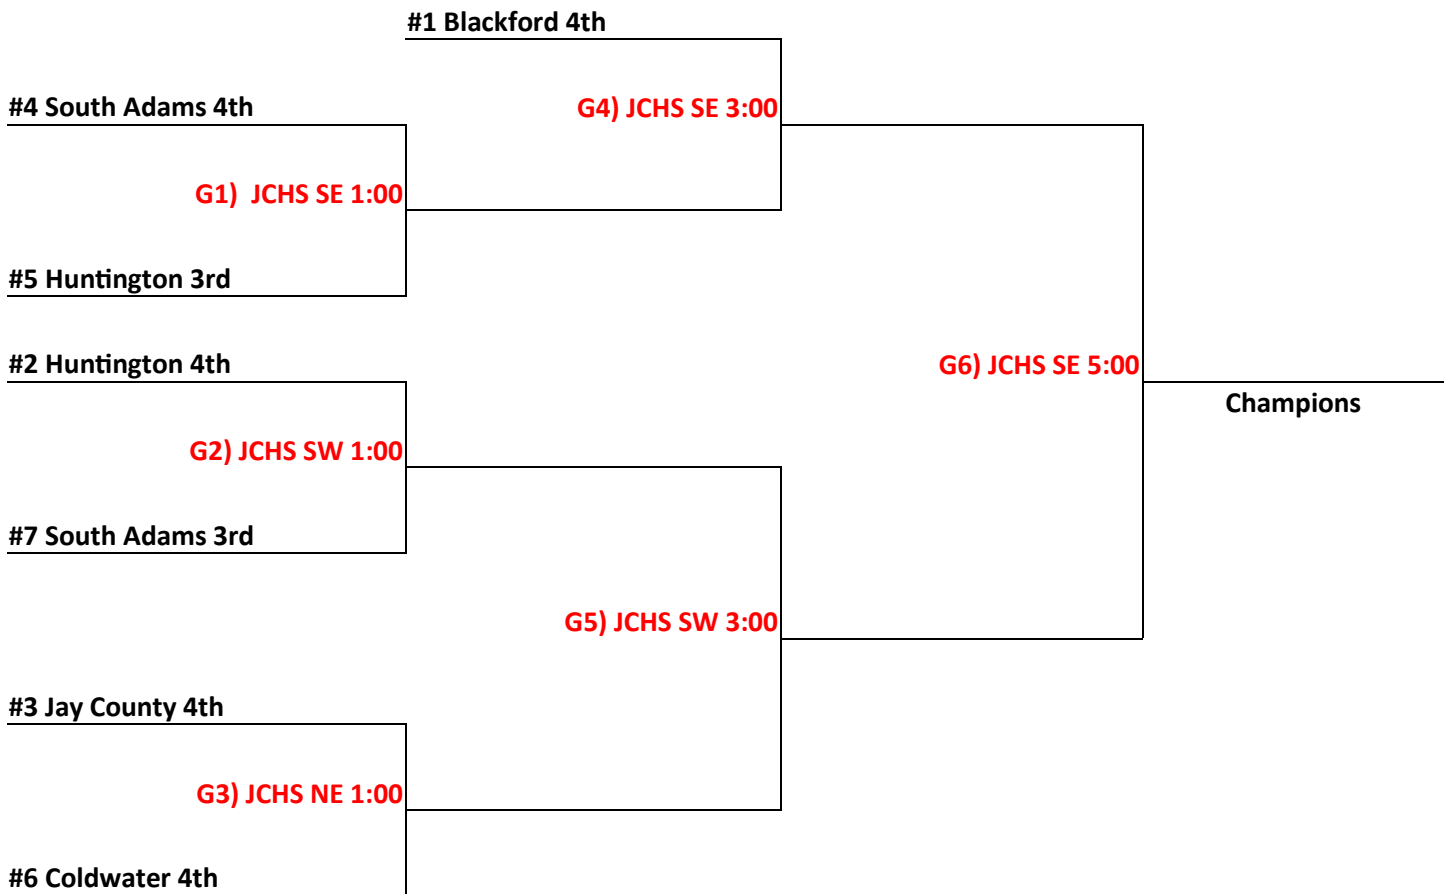 #1 Blackford 4th
#4 South Adams 4th
G4) JCHS SE 3:00
G1)  JCHS SE 1:00
#5 Huntington 3rd
#2 Huntington 4th
G6) JCHS SE 5:00
Champions
G2) JCHS SW 1:00
#7 South Adams 3rd
G5) JCHS SW 3:00
#3 Jay County 4th
G3) JCHS NE 1:00
#6 Coldwater 4th